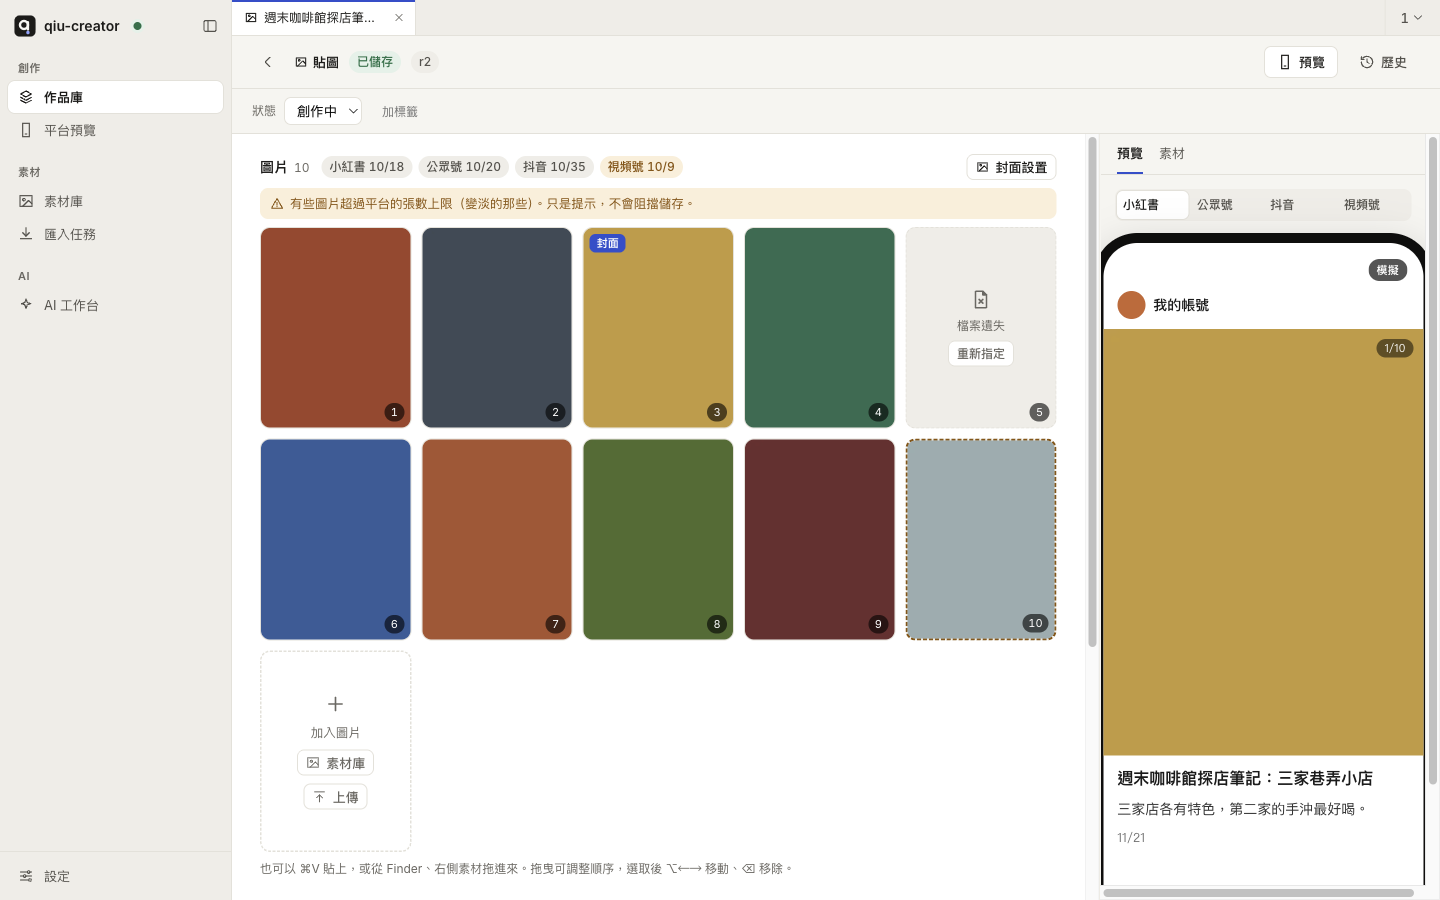 qiu-creator
創作
作品庫
平台預覽
素材
素材庫
匯入任務
AI
AI 工作台
設定
週末咖啡館探店筆...
1
貼圖
已儲存
r2
預覽
歷史
狀態
創作中
加標籤
圖片 10
小紅書 10/18
公眾號 10/20
抖音 10/35
視頻號 10/9
封面設置
有些圖片超過平台的張數上限（變淡的那些）。只是提示，不會阻擋儲存。
1
2
封面
3
4
檔案遺失
重新指定
5
6
7
8
9
10
加入圖片
素材庫
上傳
也可以 ⌘V 貼上，或從 Finder、右側素材拖進來。拖曳可調整順序，選取後 ⌥←→ 移動、⌫ 移除。
預覽
素材
小紅書
公眾號
抖音
視頻號
模擬
我的帳號
1/10
週末咖啡館探店筆記：三家巷弄小店
三家店各有特色，第二家的手沖最好喝。
11/21